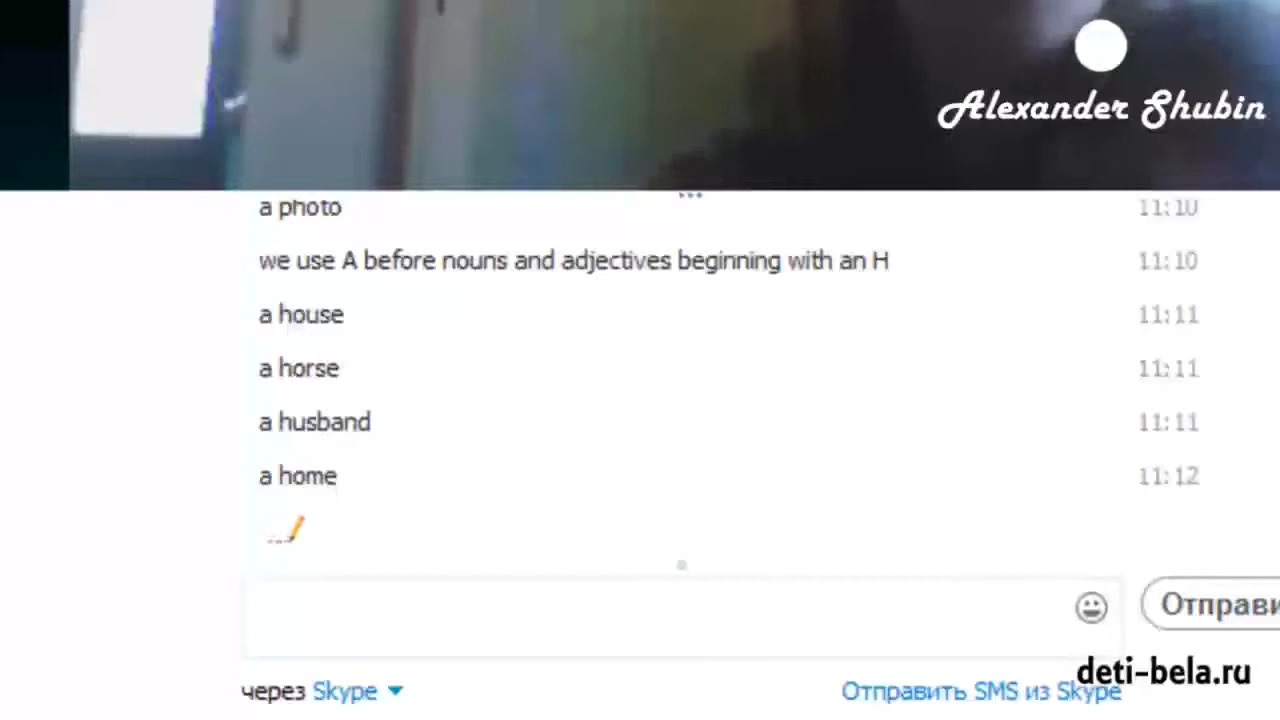 Alexander Shubin
a photo 11:10
we use A before nouns and adjectives beginning with an H 11:10
a house 11:11
a horse 11:11
a husband 11:11
a home 11:12
Отправи
deti-bela.ru
через Skype Отправить SMS из Skype